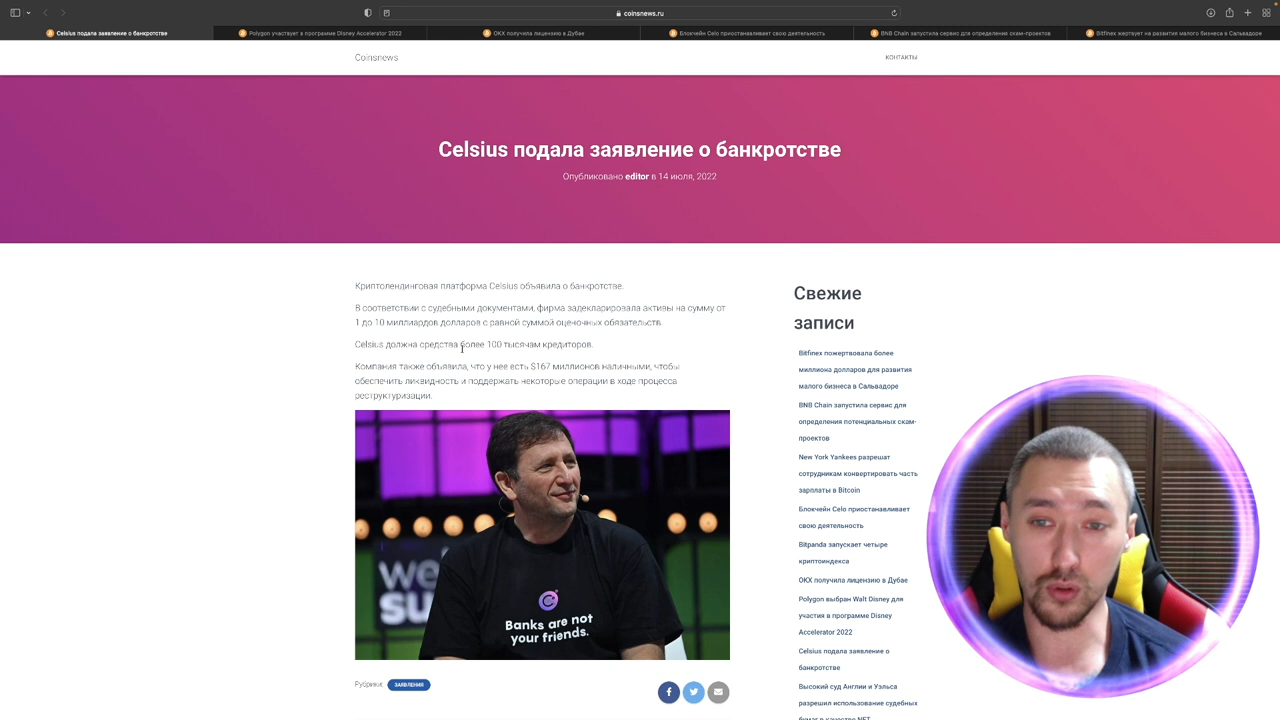 coinsnews.ru
Celsius подала заявление о банкротстве
Polygon участвует в программе Disney Accelerator 2022
OKX получила лицензию в Дубае
Блокчейн Celo приостанавливает свою деятельность
BNB Chain запустила сервис для определения скам-проектов
Bitfinex жертвует на развития малого бизнеса в Сальвадоре
Coinsnews
КОНТАКТЫ
Celsius подала заявление о банкротстве
Опубликовано editor в 14 июля, 2022
Криптолендинговая платформа Celsius объявила о банкротстве.
В соответствии с судебными документами, фирма задекларировала активы на сумму от
1 до 10 миллиардов долларов с равной суммой оценочных обязательств.
Celsius должна средства более 100 тысячам кредиторов.
Компания также объявила, что у нее есть $167 миллионов наличными, чтобы
обеспечить ликвидность и поддержать некоторые операции в ходе процесса
реструктуризации.
we
su
Banks are not
your friends.
Рубрики:
ЗАЯВЛЕНИЯ
Свежие
записи
Bitfinex пожертвовала более
миллиона долларов для развития
малого бизнеса в Сальвадоре
BNB Chain запустила сервис для
определения потенциальных скам-
проектов
New York Yankees разрешат
сотрудникам конвертировать часть
зарплаты в Bitcoin
Блокчейн Celo приостанавливает
свою деятельность
Bitpanda запускает четыре
криптоиндекса
OKX получила лицензию в Дубае
Polygon выбран Walt Disney для
участия в программе Disney
Accelerator 2022
Celsius подала заявление о
банкротстве
Высокий суд Англии и Уэльса
разрешил использование судебных
бумаг в качестве NFT